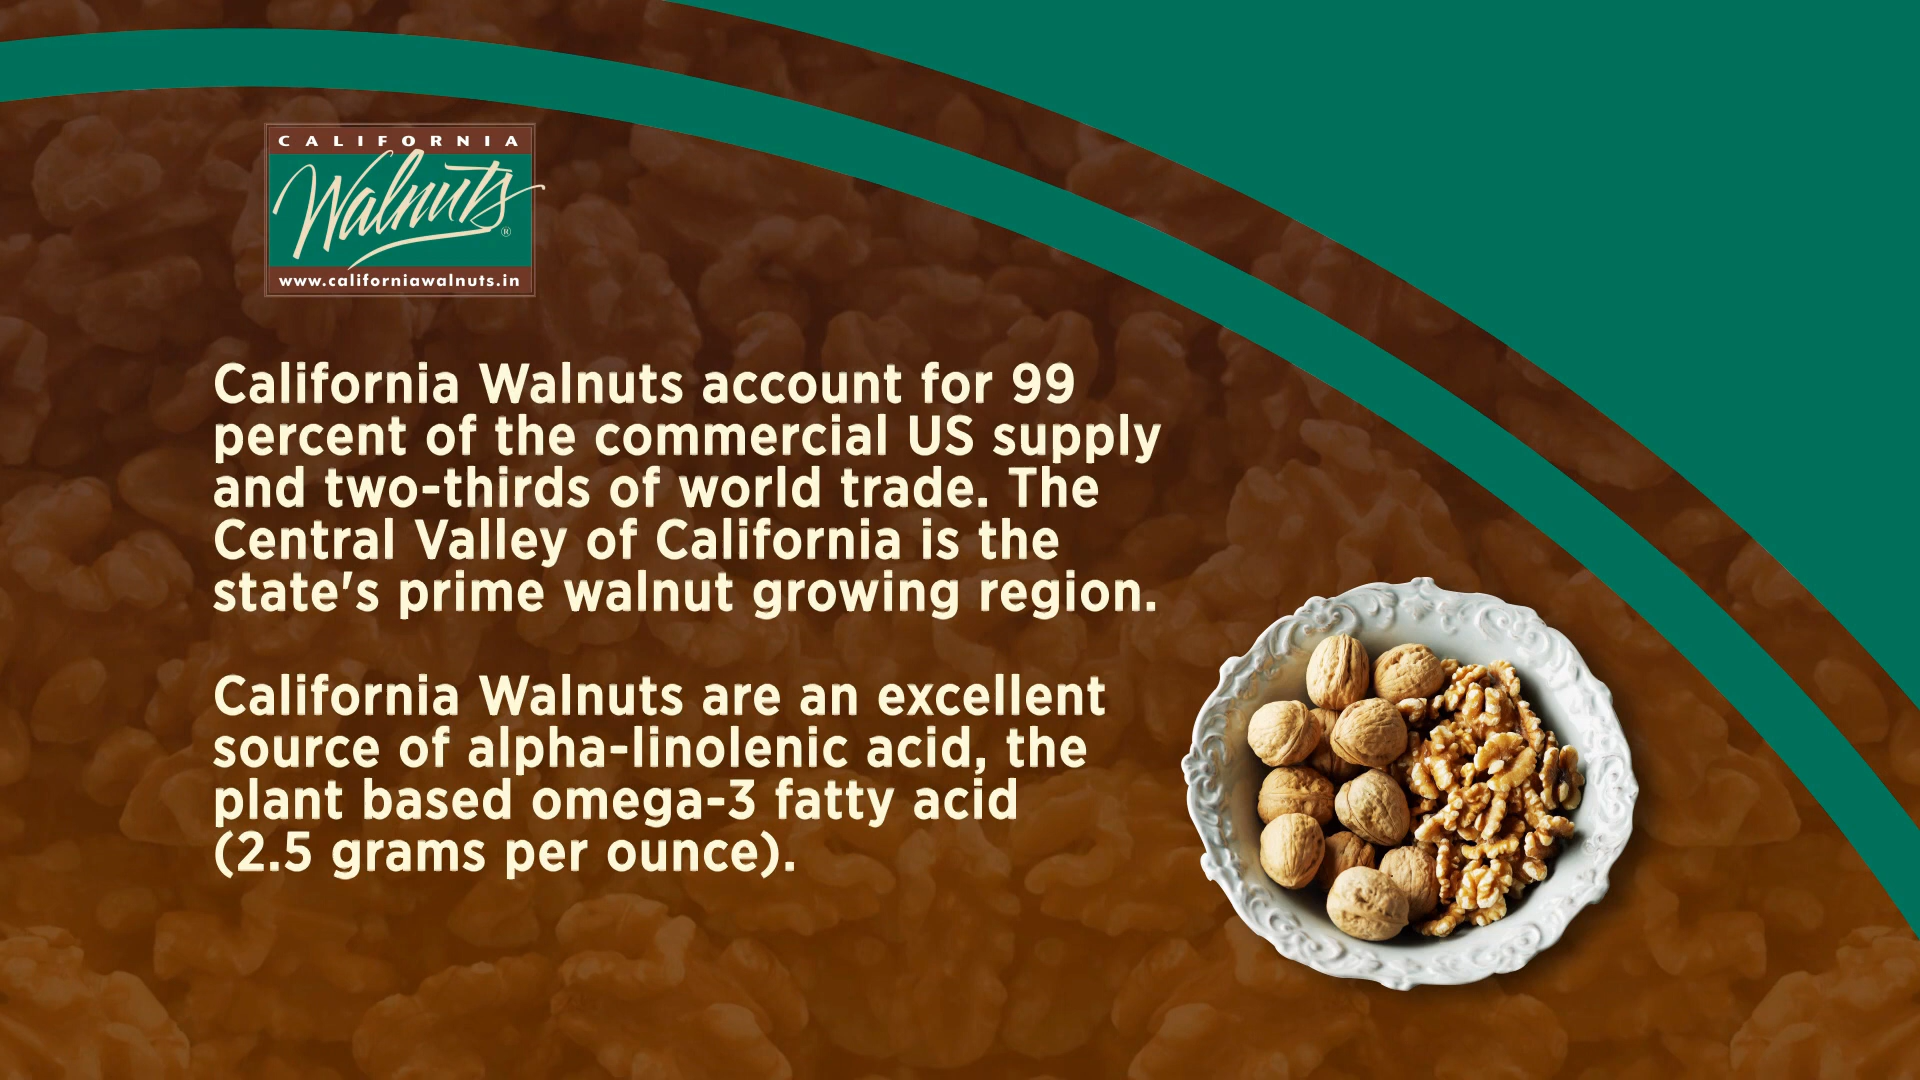 CALIFORNIA
Walnuts®
www.californiawalnuts.in
California Walnuts account for 99
percent of the commercial US supply
and two-thirds of world trade. The
Central Valley of California is the
state's prime walnut growing region.
California Walnuts are an excellent
source of alpha-linolenic acid, the
plant based omega-3 fatty acid
(2.5 grams per ounce).